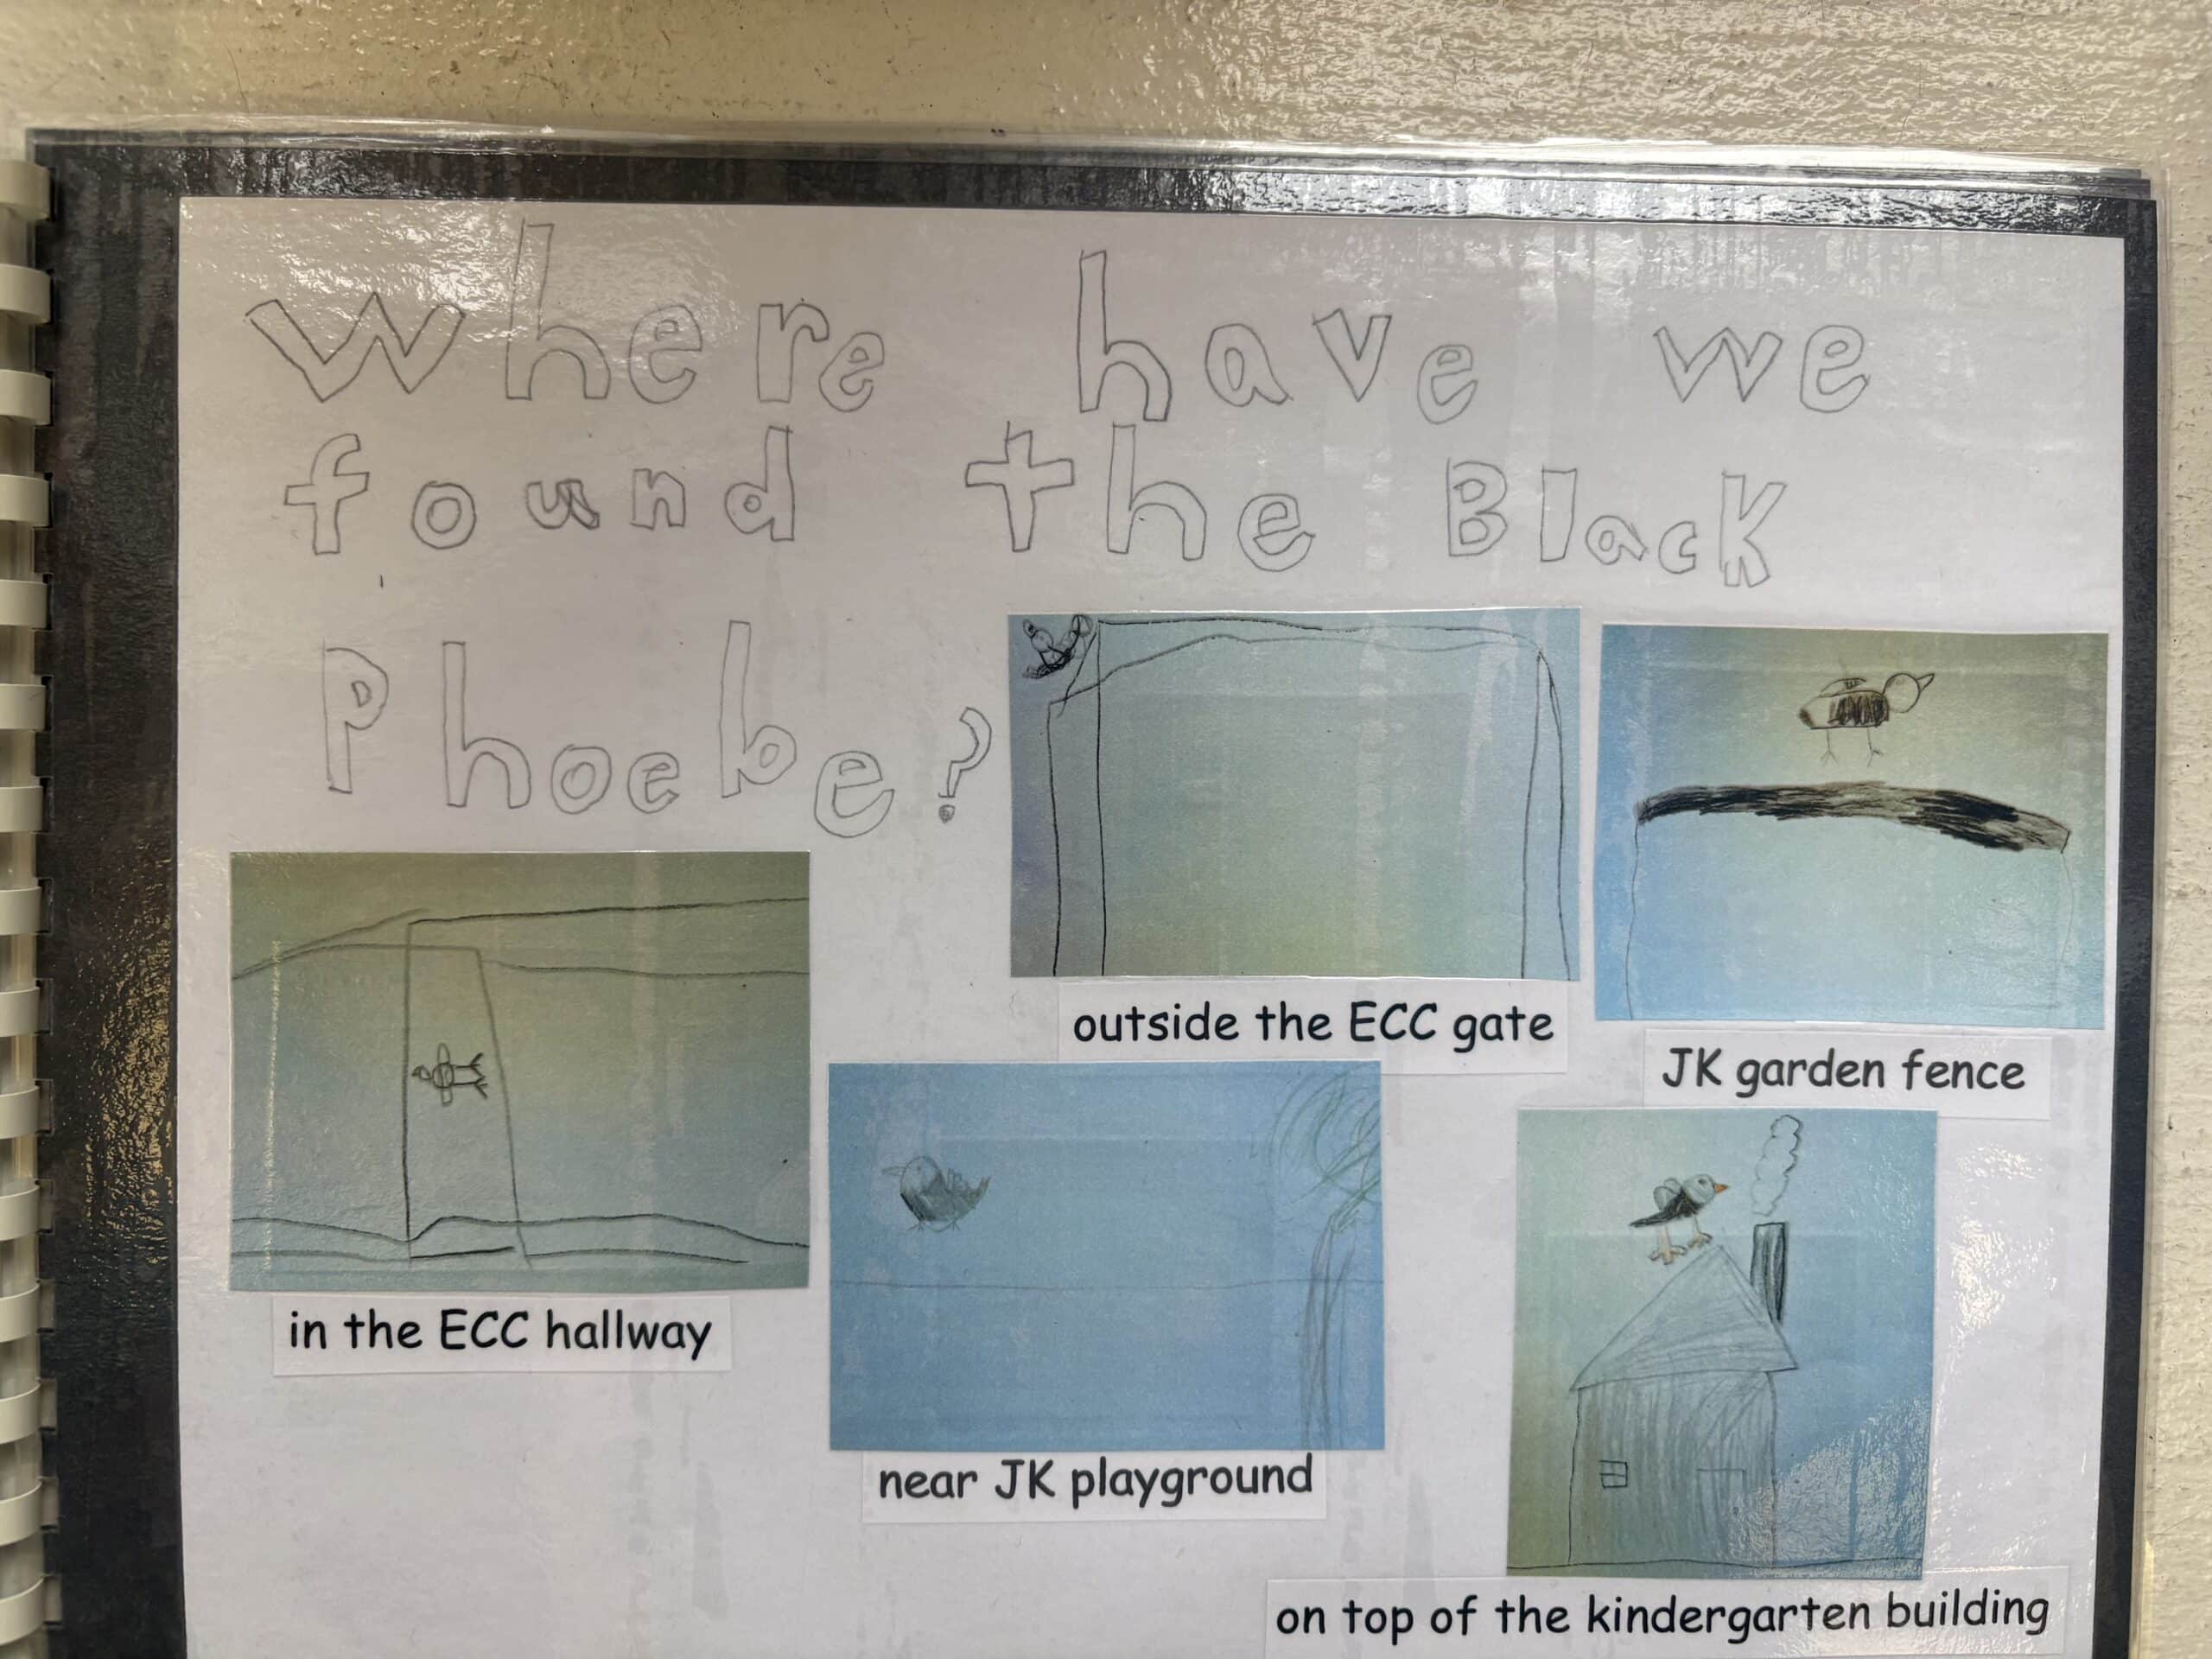 Where have we
found the Black
Phoebe?
outside the ECC gate
JK garden fence
in the ECC hallway
near JK playground
on top of the kindergarten building